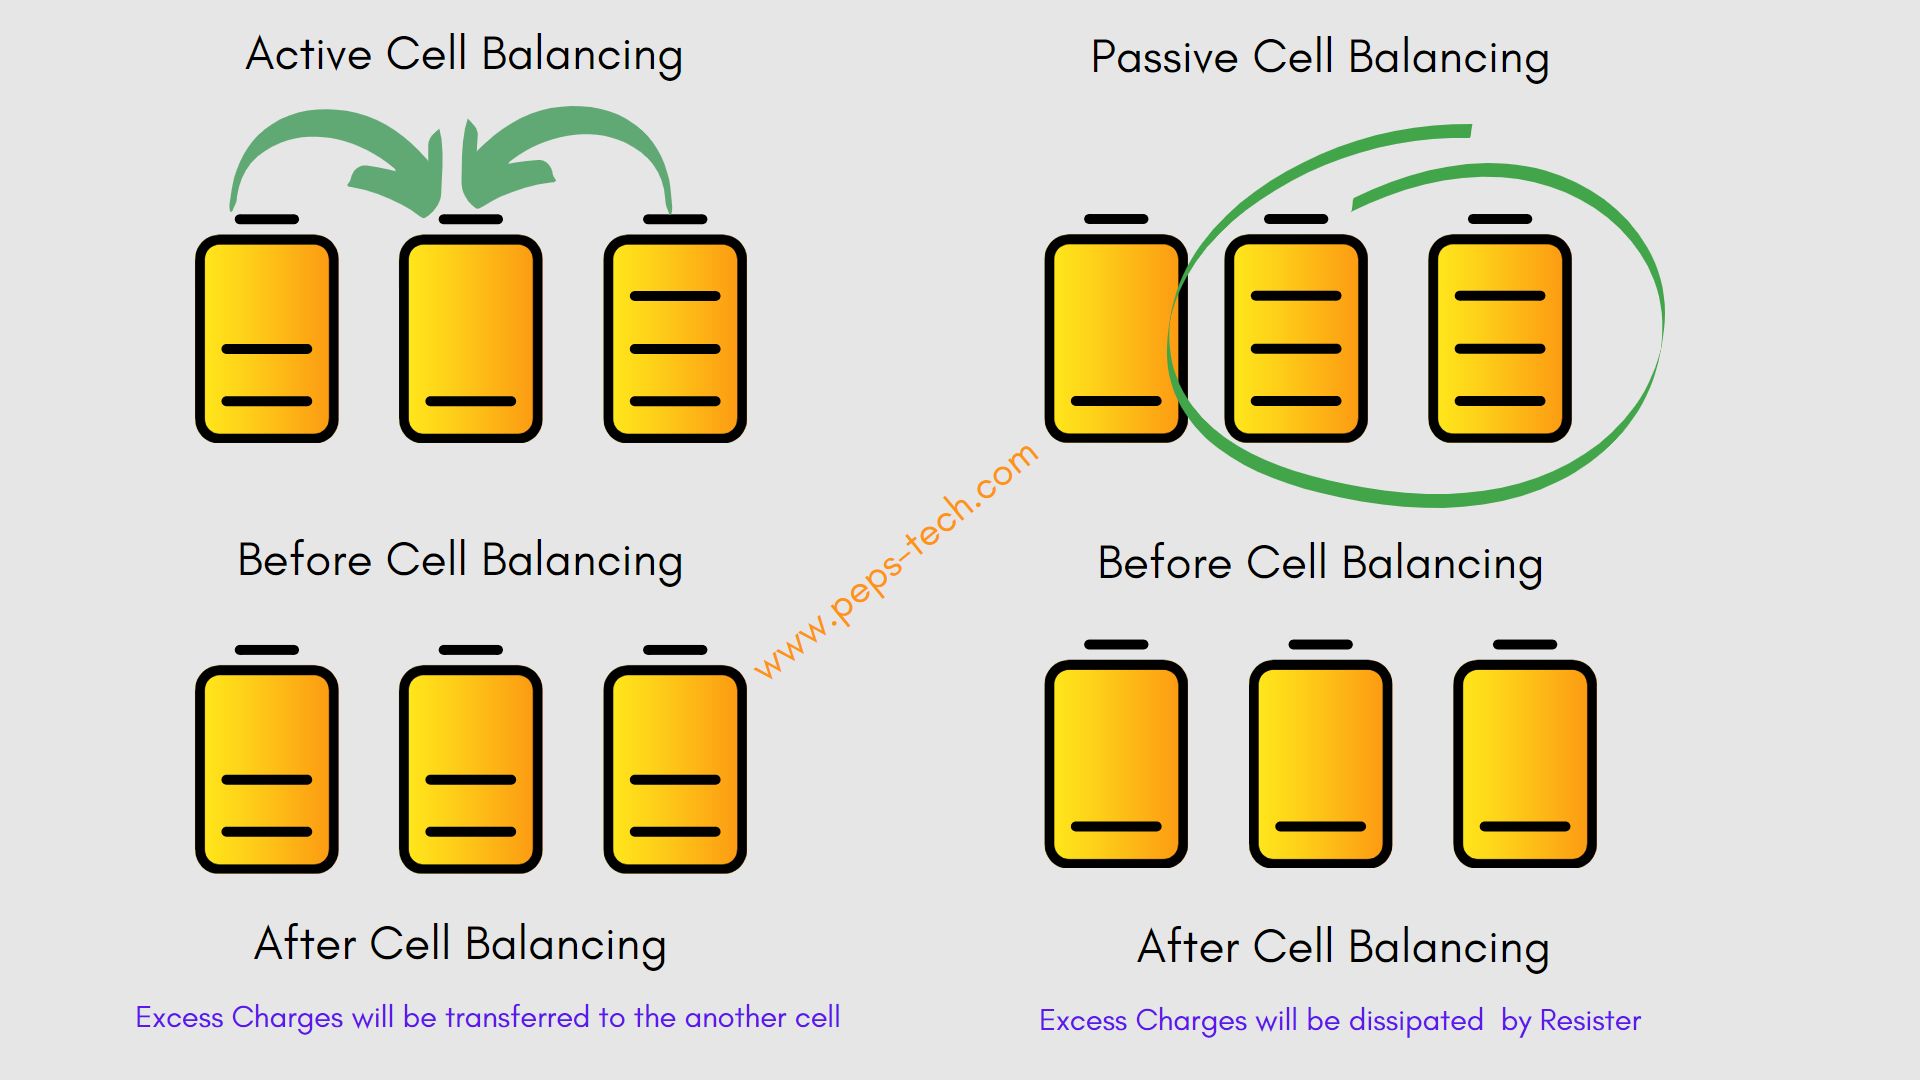 Active Cell Balancing
Passive Cell Balancing
Before Cell Balancing
Before Cell Balancing
www.peps-tech.com
After Cell Balancing
After Cell Balancing
Excess Charges will be transferred to the another cell
Excess Charges will be dissipated  by Resister